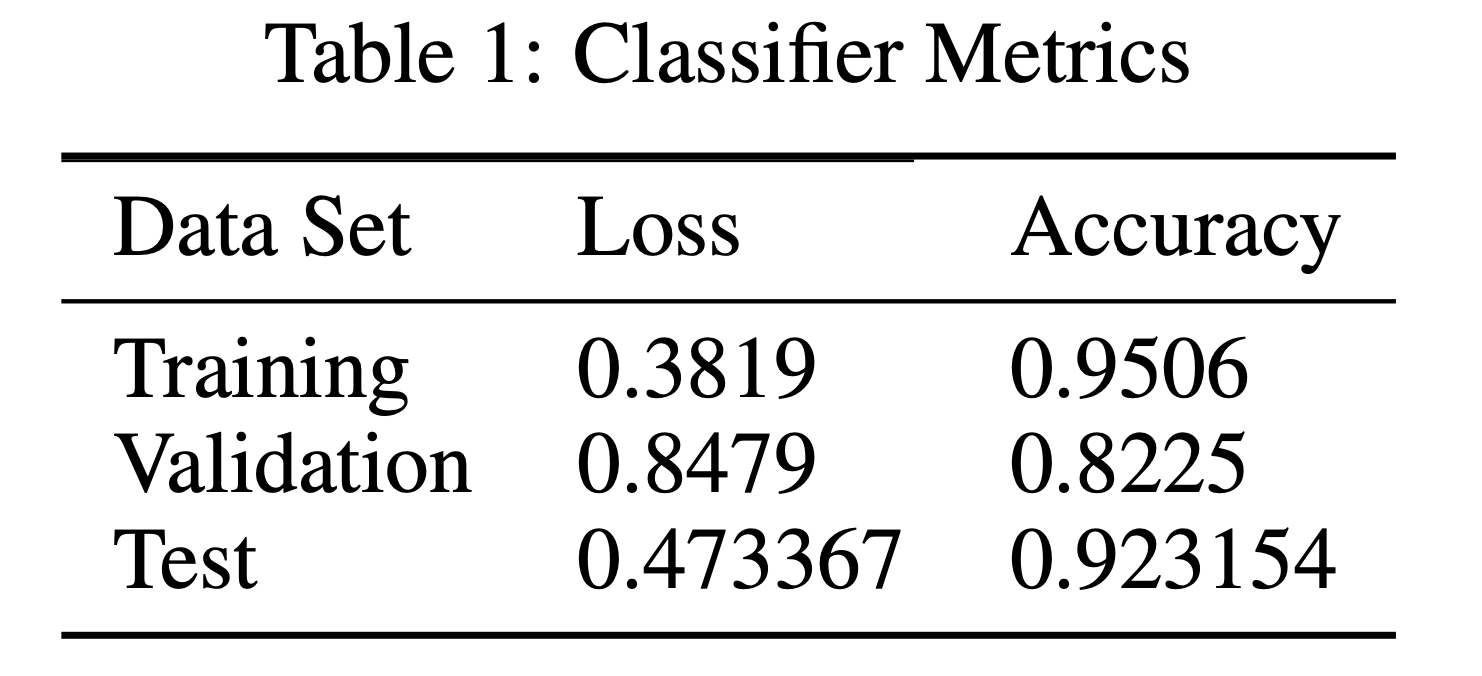 Table 1: Classifier Metrics
Data Set Loss Accuracy
Training 0.3819 0.9506
Validation 0.8479 0.8225
Test 0.473367 0.923154